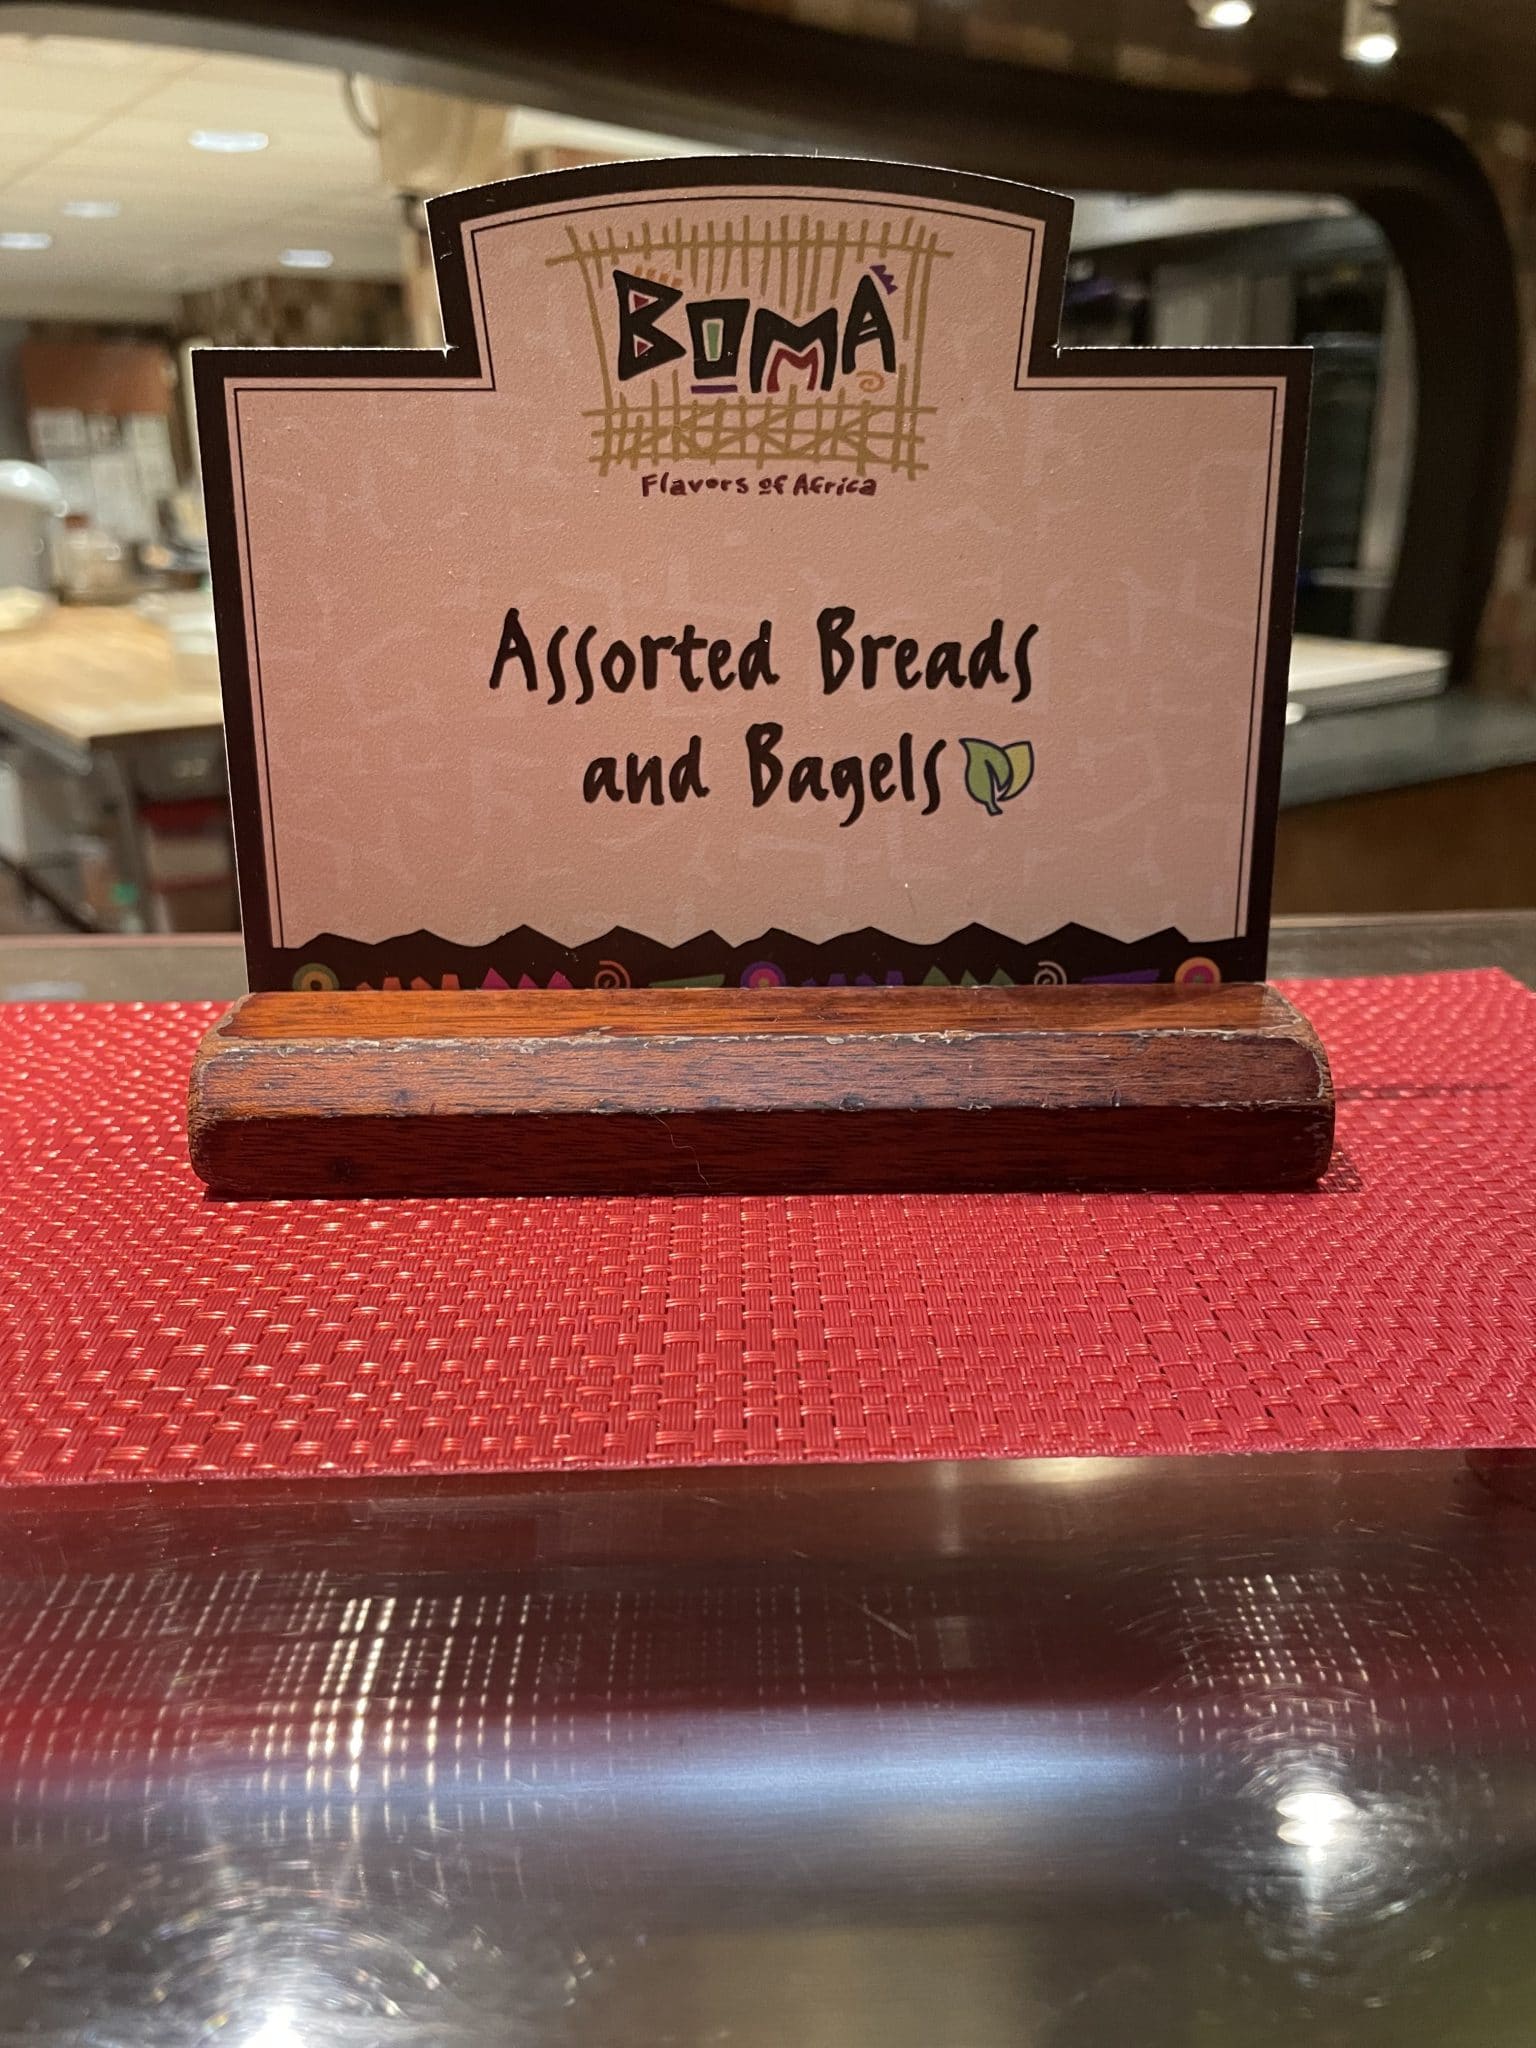 BOMA
Flavors of Africa
Assorted Breads
and Bagels